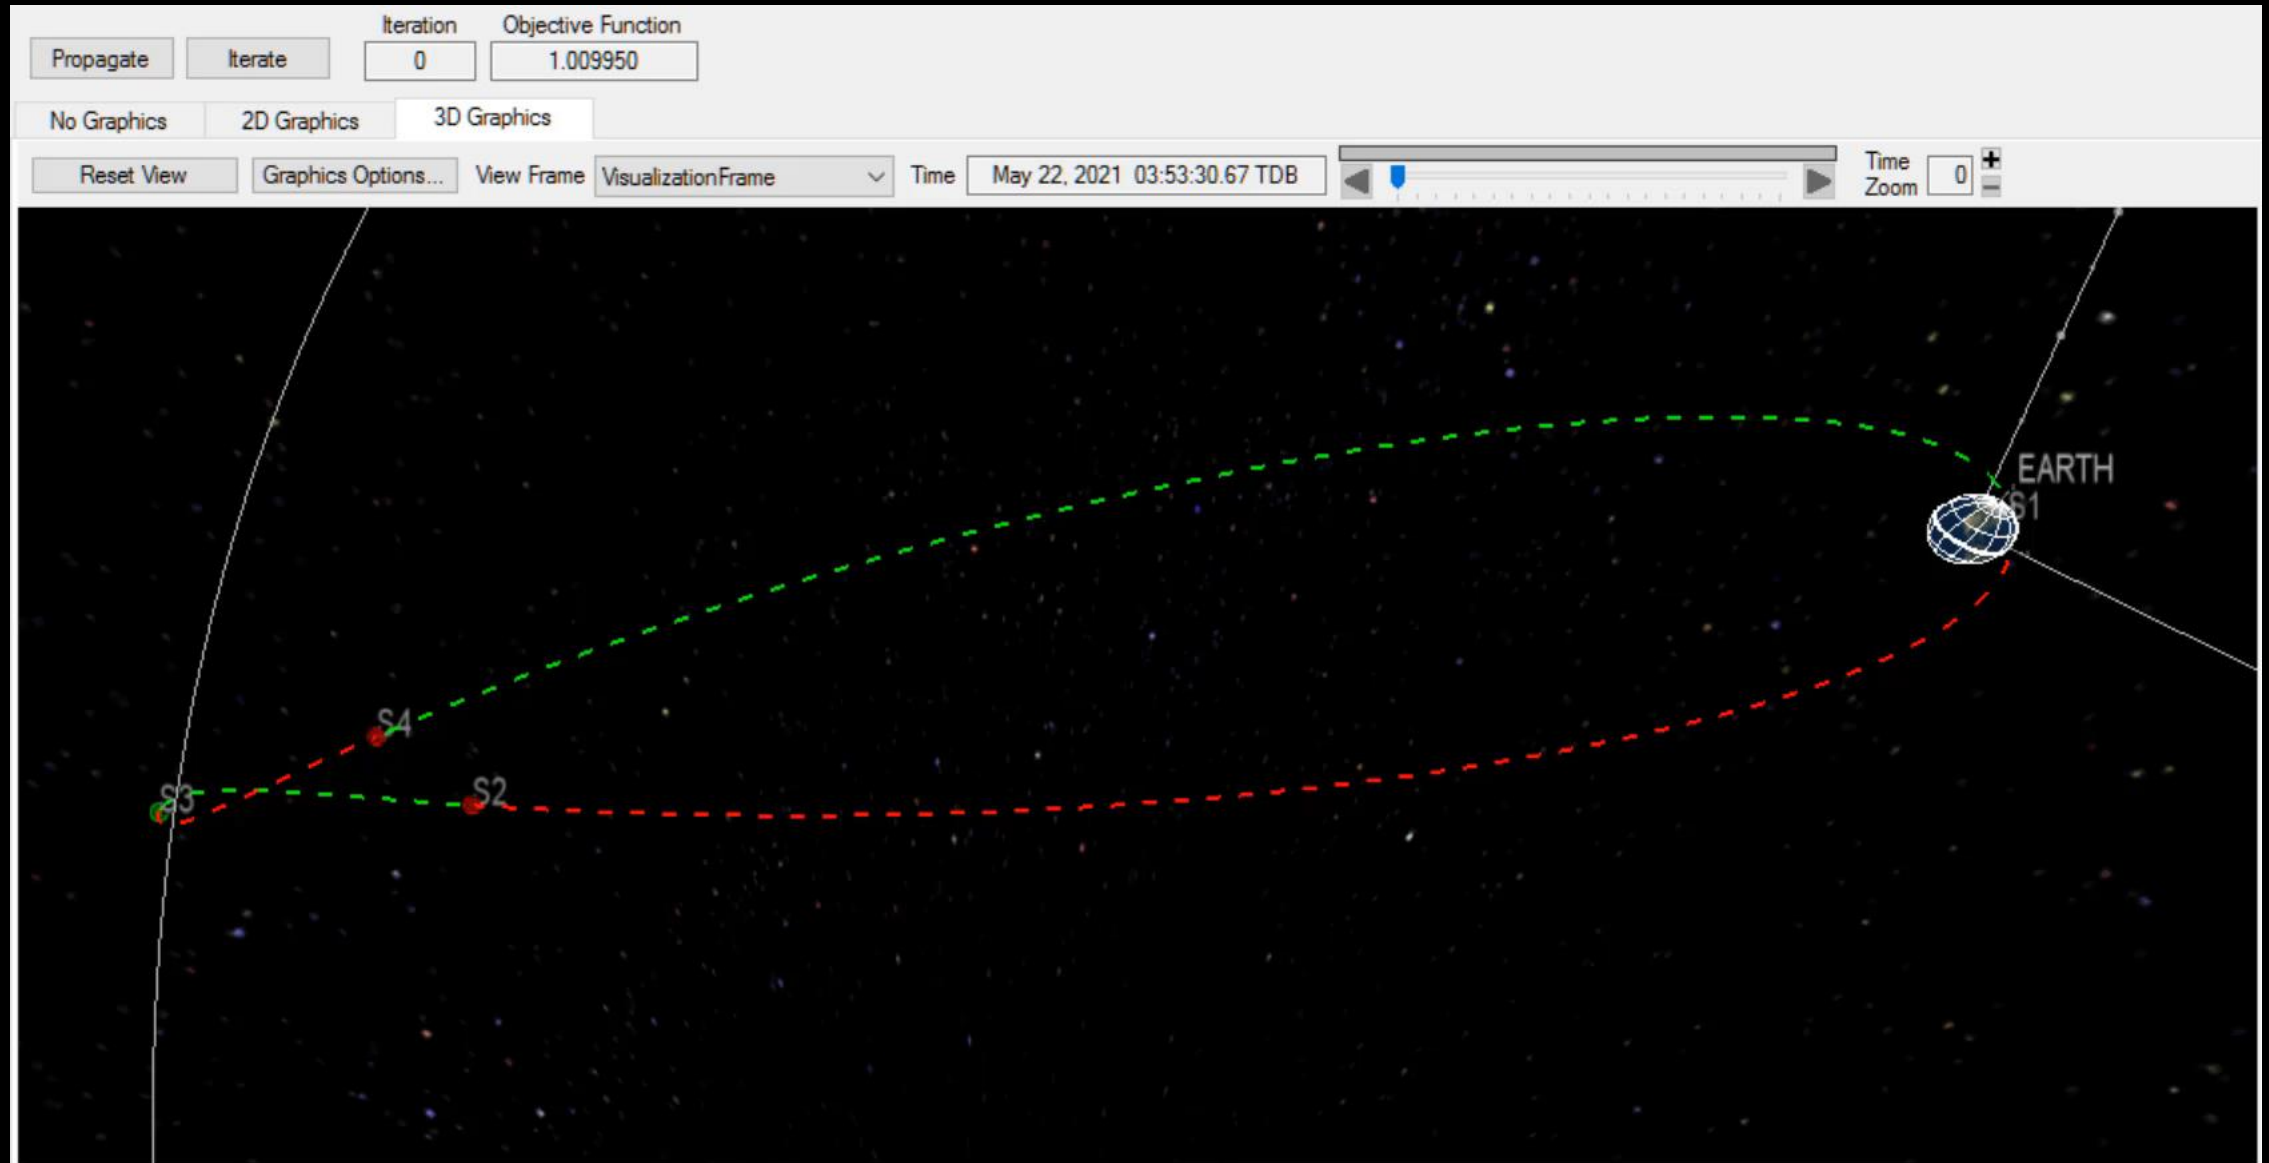 Iteration
Objective Function
Propagate
Iterate
0
1.009950
No Graphics
2D Graphics
3D Graphics
Reset View
Graphics Options...
View Frame
VisualizationFrame
Time
May 22, 2021 03:53:30.67 TDB
Time
Zoom
0
EARTH
S1
S4
S3
S2